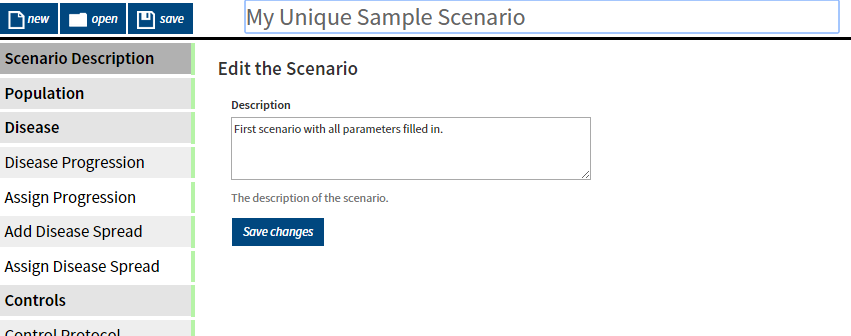 new open save My Unique Sample Scenario
Scenario Description
Population
Disease
Disease Progression
Assign Progression
Add Disease Spread
Assign Disease Spread
Controls
Control Protocol
Edit the Scenario
Description
First scenario with all parameters filled in.
The description of the scenario.
Save changes